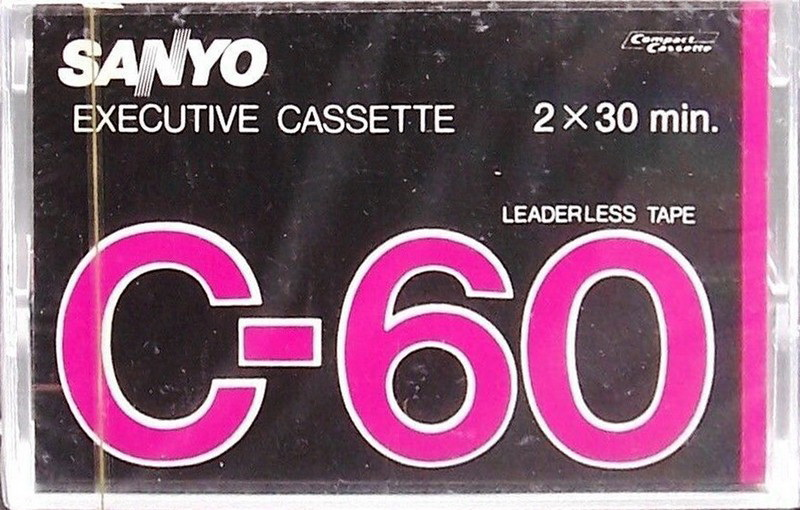 SANYO
Compact
Cassette
EXECUTIVE CASSETTE 2×30 min.
LEADERLESS TAPE
C-60